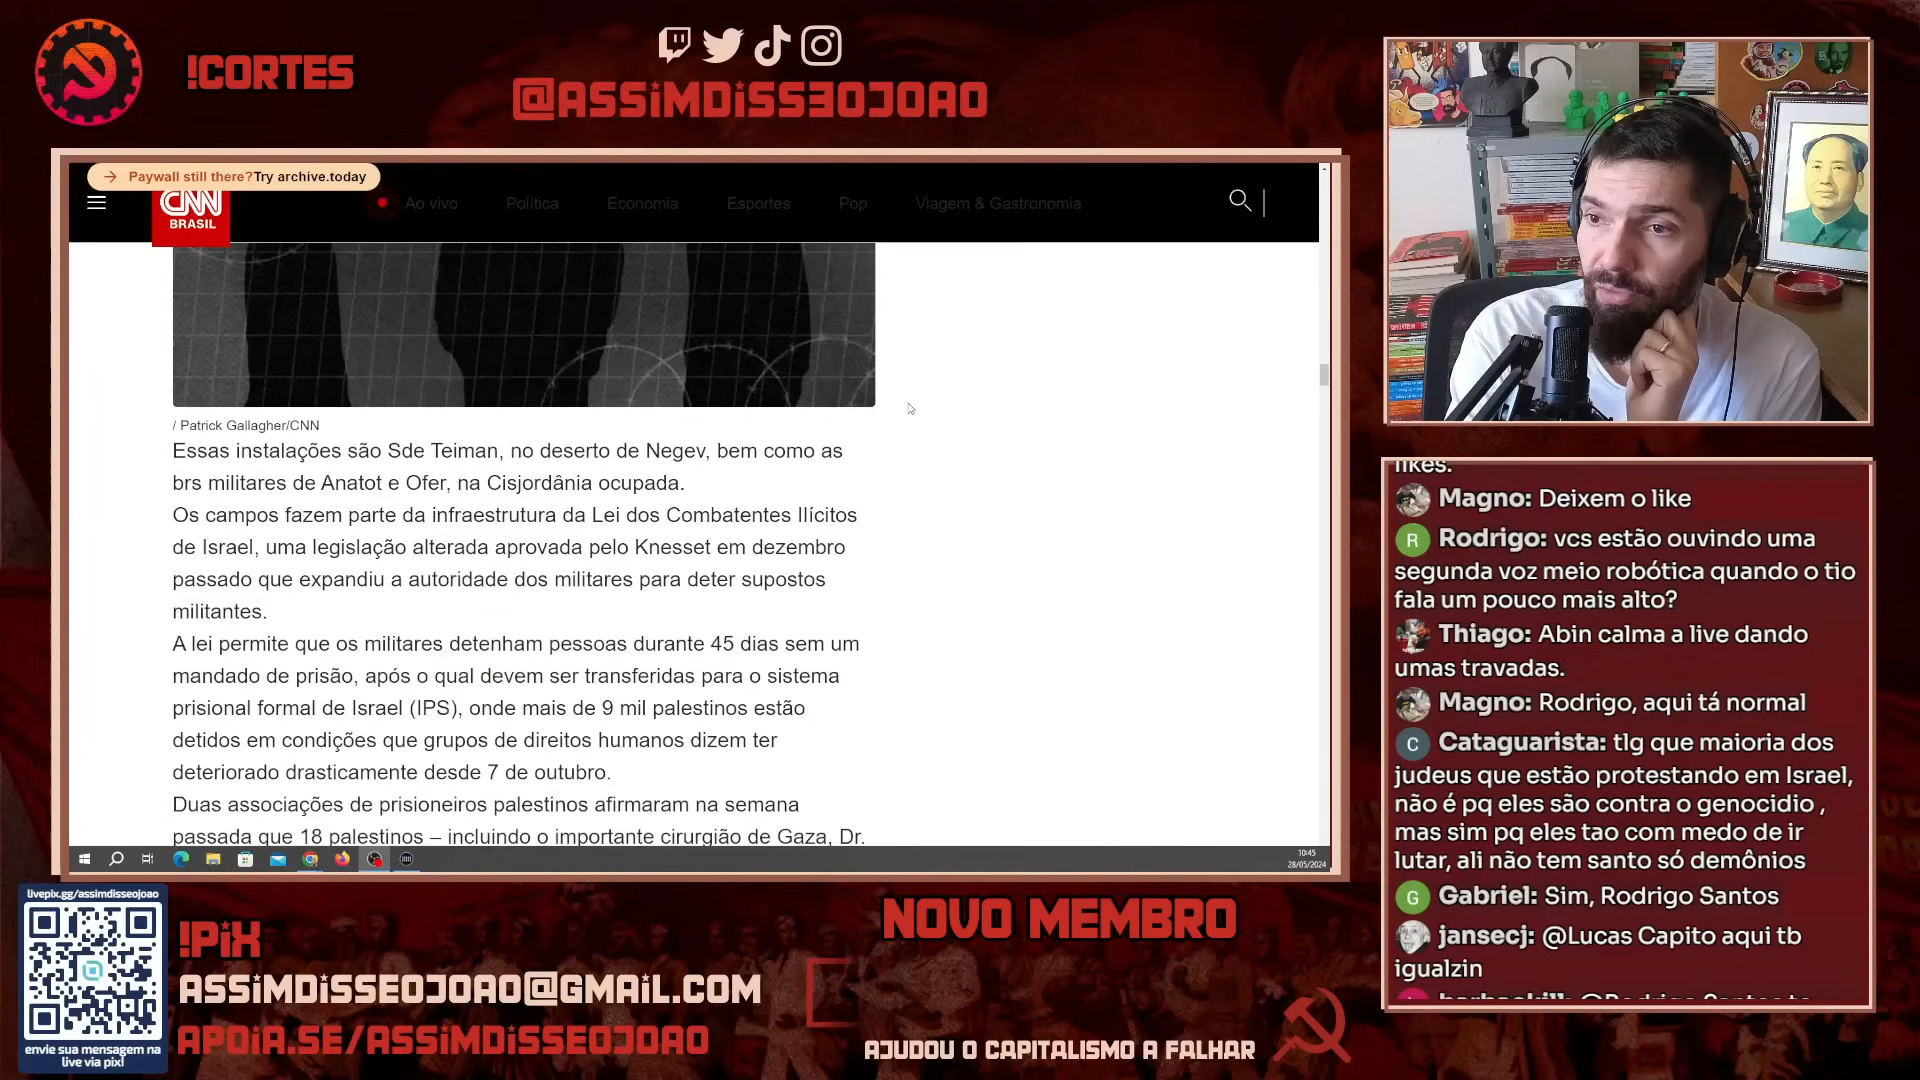 !CORTES
@ASSIMDISSEOJOAO
→ Paywall still there?Try archive.today
CNN
BRASIL
Ao vivo
Política
Economia
Esportes
Pop
Viagem & Gastronomia
/ Patrick Gallagher/CNN
Essas instalações são Sde Teiman, no deserto de Negev, bem como as
brs militares de Anatot e Ofer, na Cisjordânia ocupada.
Os campos fazem parte da infraestrutura da Lei dos Combatentes Ilícitos
de Israel, uma legislação alterada aprovada pelo Knesset em dezembro
passado que expandiu a autoridade dos militares para deter supostos
militantes.
A lei permite que os militares detenham pessoas durante 45 dias sem um
mandado de prisão, após o qual devem ser transferidas para o sistema
prisional formal de Israel (IPS), onde mais de 9 mil palestinos estão
detidos em condições que grupos de direitos humanos dizem ter
deteriorado drasticamente desde 7 de outubro.
Duas associações de prisioneiros palestinos afirmaram na semana
passada que 18 palestinos – incluindo o importante cirurgião de Gaza, Dr.
10:45
28/05/2024
likes.
Magno: Deixem o like
R Rodrigo: vcs estão ouvindo uma
segunda voz meio robótica quando o tio
fala um pouco mais alto?
Thiago: Abin calma a live dando
umas travadas.
Magno: Rodrigo, aqui tá normal
C Cataguarista: tlg que maioria dos
judeus que estão protestando em Israel,
não é pq eles são contra o genocidio ,
mas sim pq eles tao com medo de ir
lutar, ali não tem santo só demônios
G Gabriel: Sim, Rodrigo Santos
jansecj: @Lucas Capito aqui tb
igualzin
livepix.gg/assimdisseojoao
envie sua mensagem na
live via pix!
!PIX
ASSIMDISSEOJOAO@GMAIL.COM
APOIA.SE/ASSIMDISSEOJOAO
NOVO MEMBRO
AJUDOU O CAPITALISMO A FALHAR